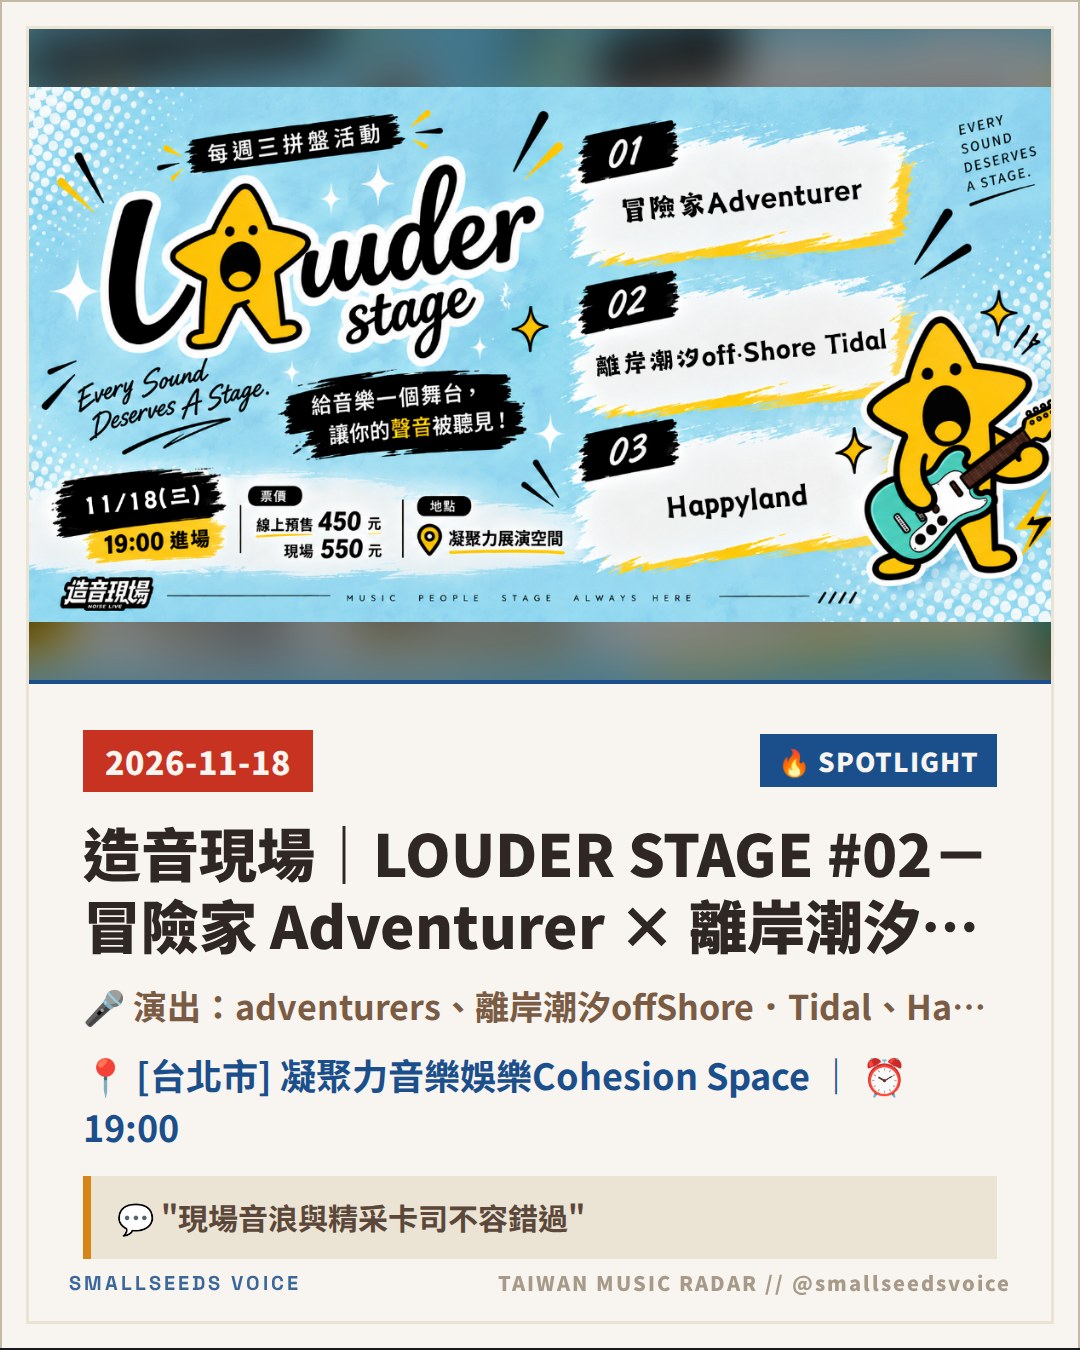 每週三拼盤活動
Louder
stage
Every Sound
Deserves A Stage.
給音樂一個舞台，
讓你的聲音被聽見！
11/18(三)
19:00 進場
票價
線上預售 450 元
現場 550 元
地點
凝聚力展演空間
01
冒險家Adventurer
02
離岸潮汐off·Shore Tidal
03
Happyland
EVERY
SOUND
DESERVES
A STAGE.
造音現場
NOISE LIVE
MUSIC PEOPLE STAGE ALWAYS HERE
2026-11-18
🔥 SPOTLIGHT
造音現場｜LOUDER STAGE #02－
冒險家 Adventurer × 離岸潮汐…
🎤 演出：adventurers、離岸潮汐offShore・Tidal、Ha…
📍 [台北市] 凝聚力音樂娛樂Cohesion Space ｜ ⏰
19:00
💬 "現場音浪與精采卡司不容錯過"
SMALLSEEDS VOICE
TAIWAN MUSIC RADAR // @smallseedsvoice